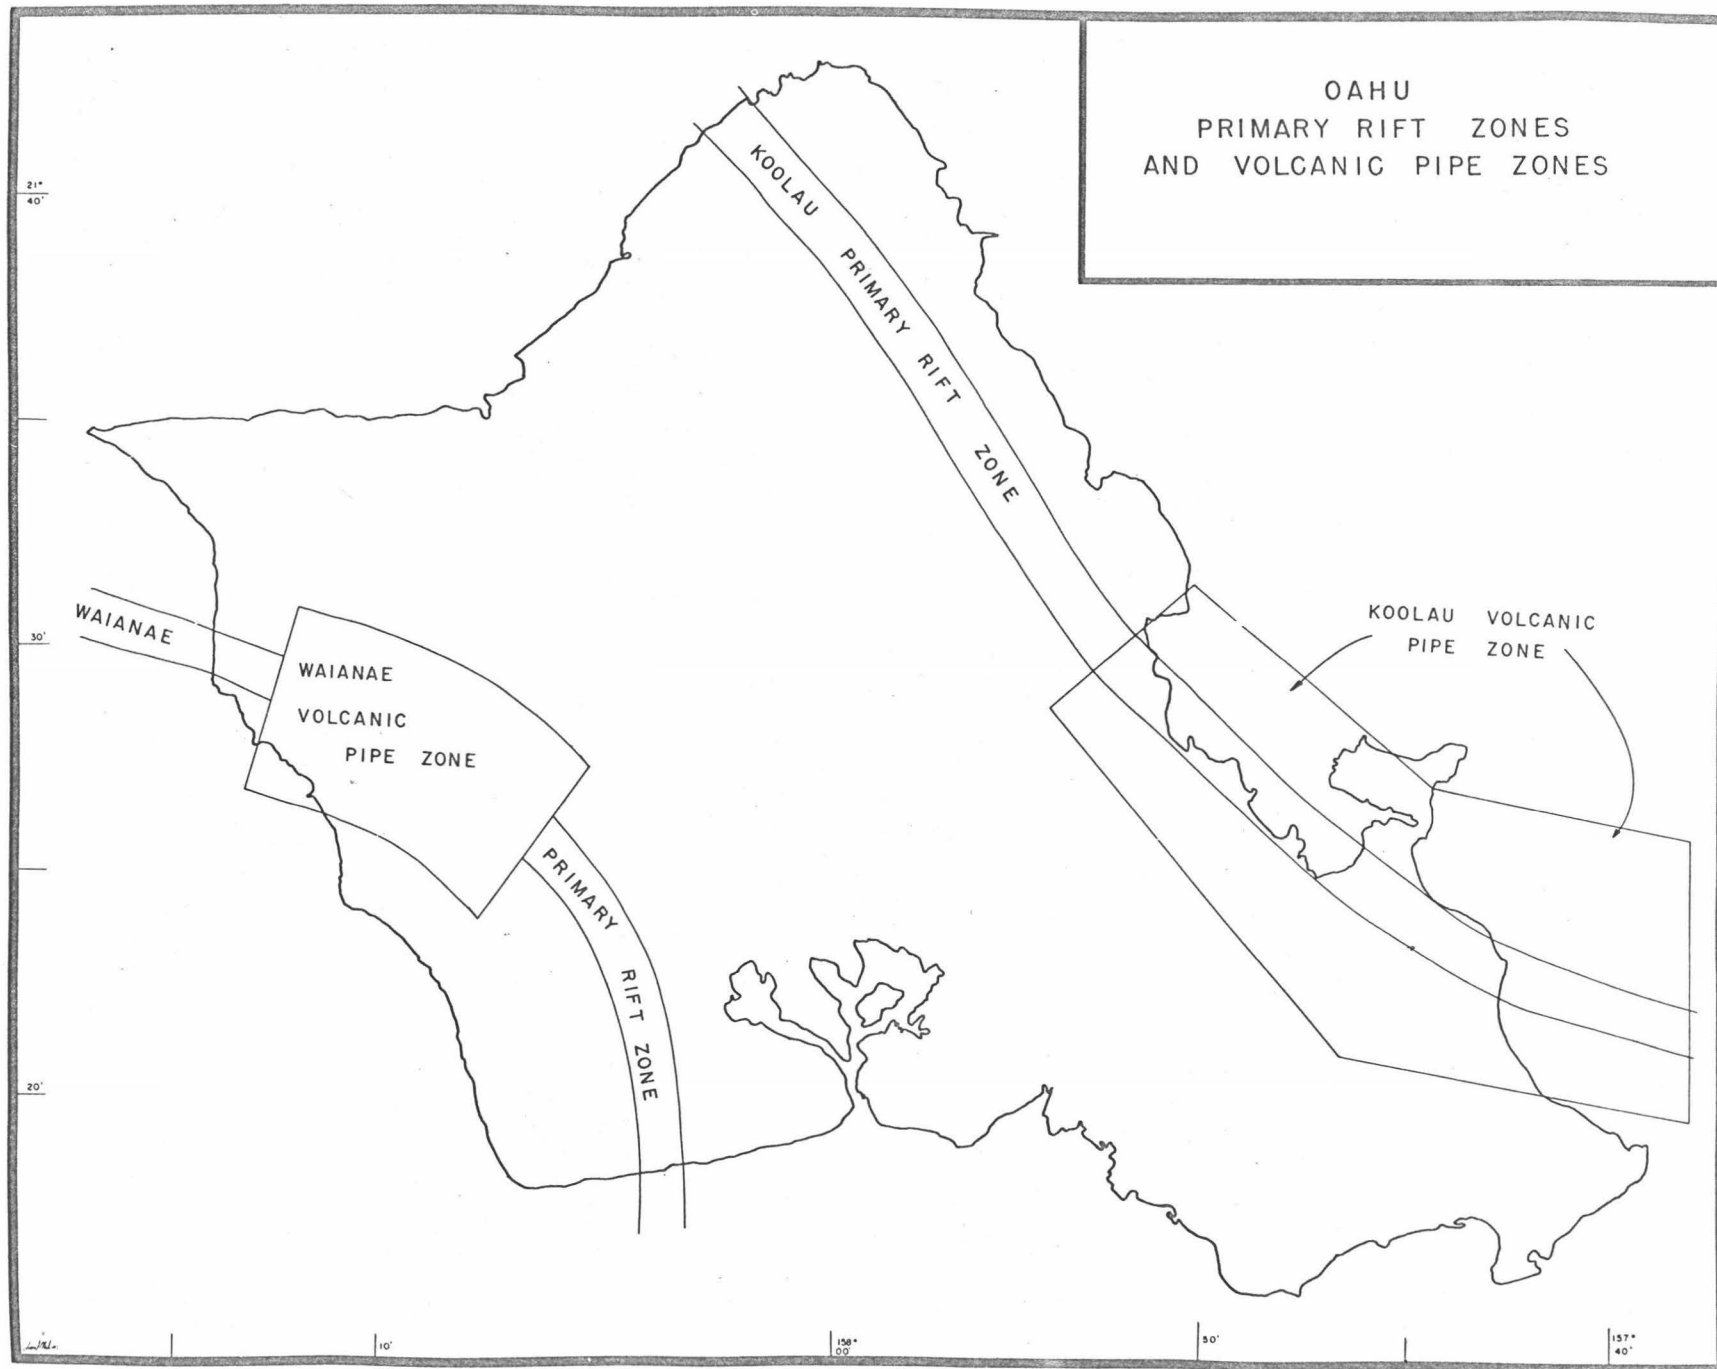 OAHU
PRIMARY RIFT ZONES
AND VOLCANIC PIPE ZONES
KOOLAU PRIMARY RIFT ZONE
21°
40'
WAIANAE
30'
WAIANAE
VOLCANIC
PIPE ZONE
KOOLAU VOLCANIC
PIPE ZONE
PRIMARY RIFT ZONE
20'
10'
158°
00'
50'
157°
40'